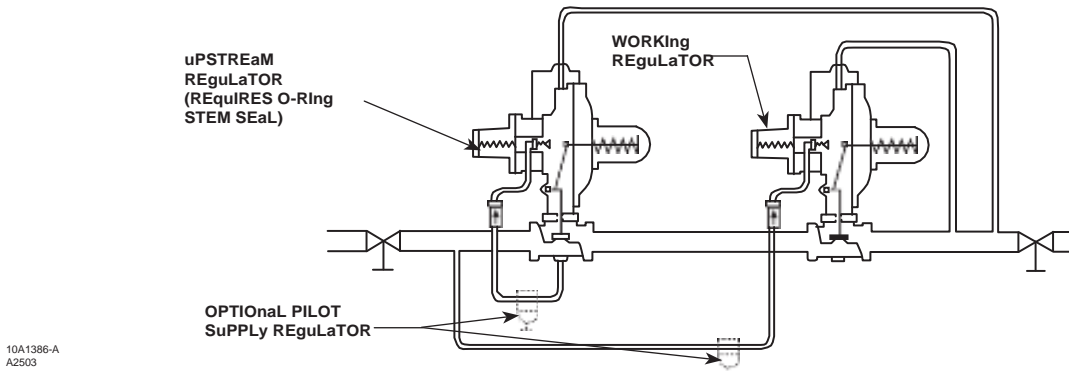 uPSTREaM
REguLaTOR
(REquIRES O-RIng
STEM SEaL)
WORKIng
REguLaTOR
OPTIOnaL PILOT
SuPPLy REguLaTOR
10A1386-A
A2503